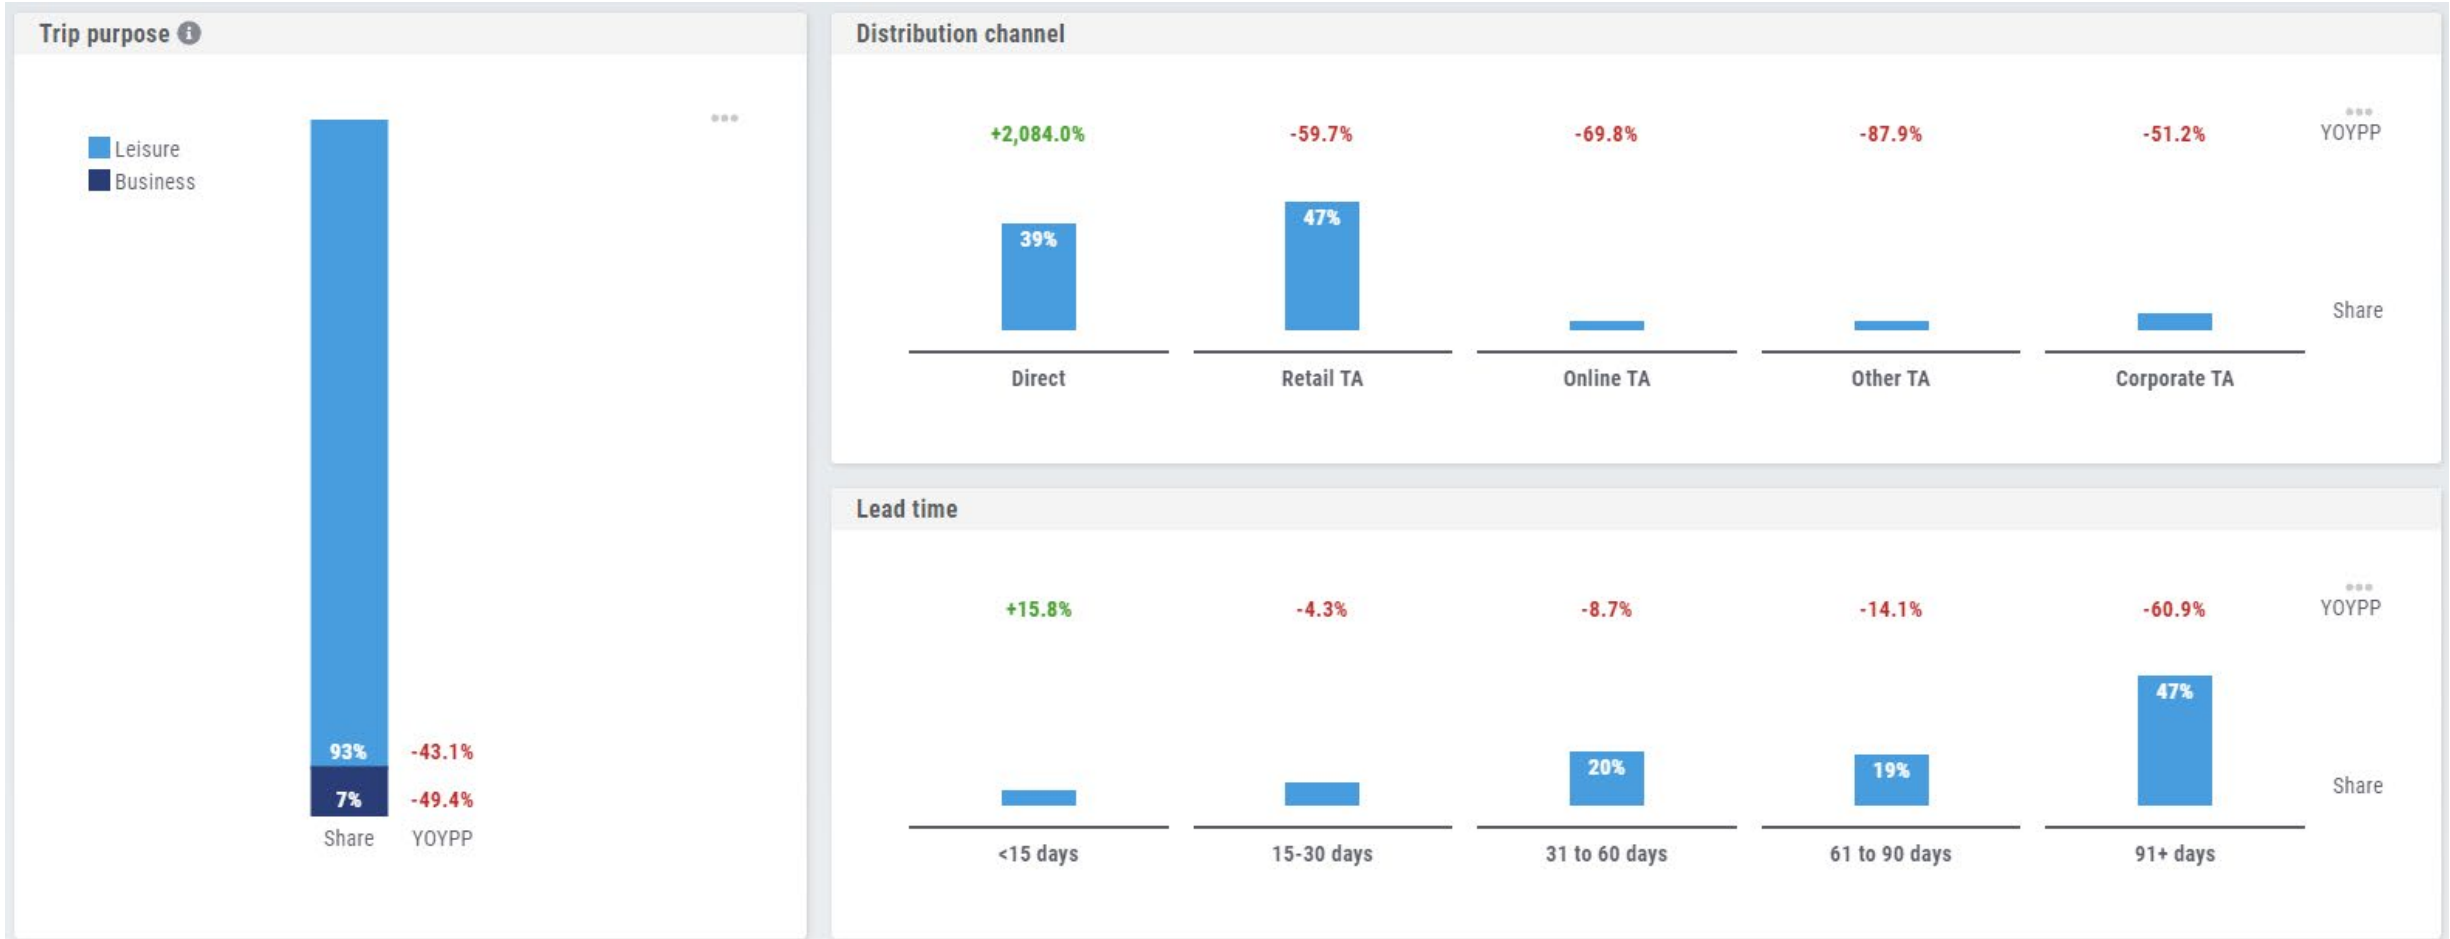 Trip purpose
Leisure
Business
93% -43.1%
7% -49.4%
Share YOYPP
Distribution channel
+2,084.0% -59.7% -69.8% -87.9% -51.2% YOYPP
39% 47%
Share
Direct Retail TA Online TA Other TA Corporate TA
Lead time
+15.8% -4.3% -8.7% -14.1% -60.9% YOYPP
20% 19% 47%
Share
<15 days 15-30 days 31 to 60 days 61 to 90 days 91+ days